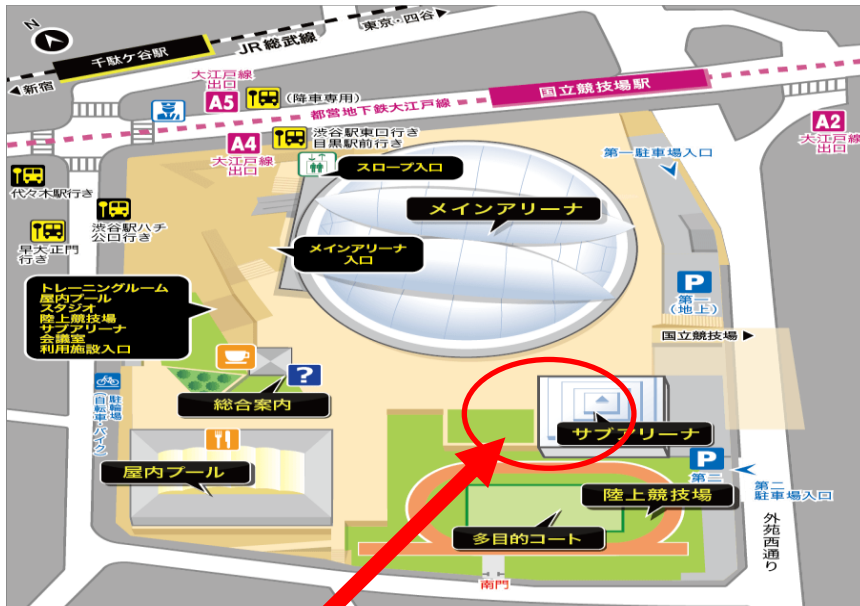 N
東京・四谷▶
JR総武線
千駄ケ谷駅
◀新宿
大江戸線
出口
A5
(降車専用)
国立競技場駅
都営地下鉄大江戸線
A4
大江戸線
出口
渋谷駅東口行き
目黒駅前行き
A2
大江戸線
出口
第一駐車場入口
スロープ入口
代々木駅行き
メインアリーナ
渋谷駅ハチ
公口行き
早大正門
行き
メインアリーナ
入口
P
第一
(地上)
トレーニングルーム
屋内プール
スタジオ
陸上競技場
サブアリーナ
会議室
利用施設入口
国立競技場▶
?
総合案内
駐輪場
(自転車・バイク)
サブアリーナ
屋内プール
P
第二
第二
駐車場入口
陸上競技場
多目的コート
外苑西通り
南門